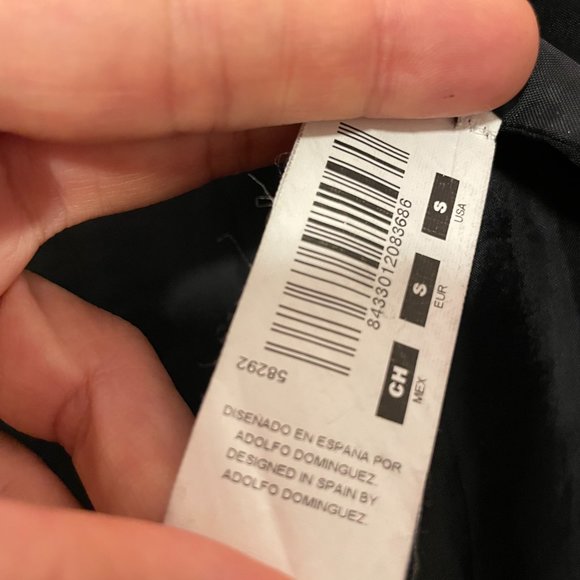 8433012083686
S
USA
S
EUR
CH
MEX
58292
DISEÑADO EN ESPAÑA POR
ADOLFO DOMINGUEZ.
DESIGNED IN SPAIN BY
ADOLFO DOMINGUEZ.